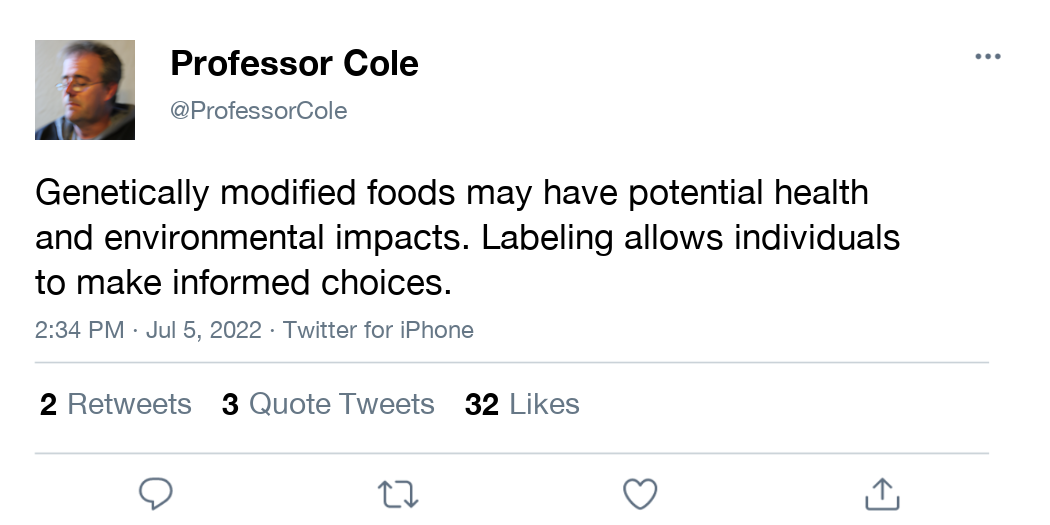 Professor Cole
@ProfessorCole
Genetically modified foods may have potential health
and environmental impacts. Labeling allows individuals
to make informed choices.
2:34 PM · Jul 5, 2022 · Twitter for iPhone
2 Retweets 3 Quote Tweets 32 Likes